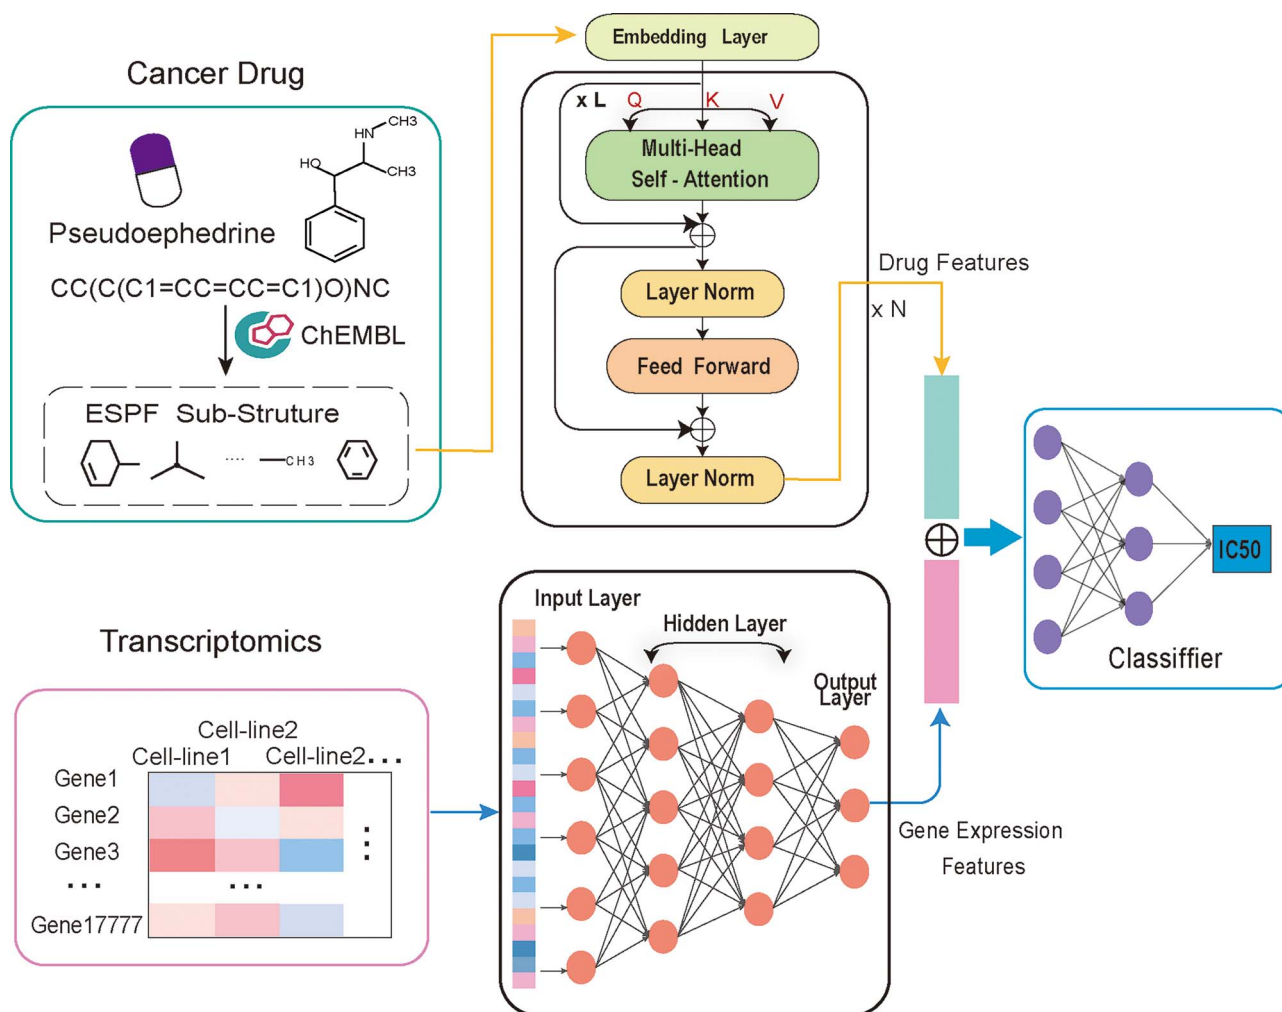 Cancer Drug
CH3
HN
HO
CH3
Pseudoephedrine
CC(C(C1=CC=CC=C1)O)NC
ChEMBL
ESPF Sub-Struture
.... CH3
Embedding Layer
x L Q K V
Multi-Head
Self - Attention
Layer Norm
Feed Forward
Layer Norm
Drug Features
x N
IC50
Classiffier
Transcriptomics
Cell-line2
Cell-line1 Cell-line2 ...
Gene1
Gene2
Gene3
... ...
Gene17777
Input Layer
Hidden Layer
Output
Layer
Gene Expression
Features